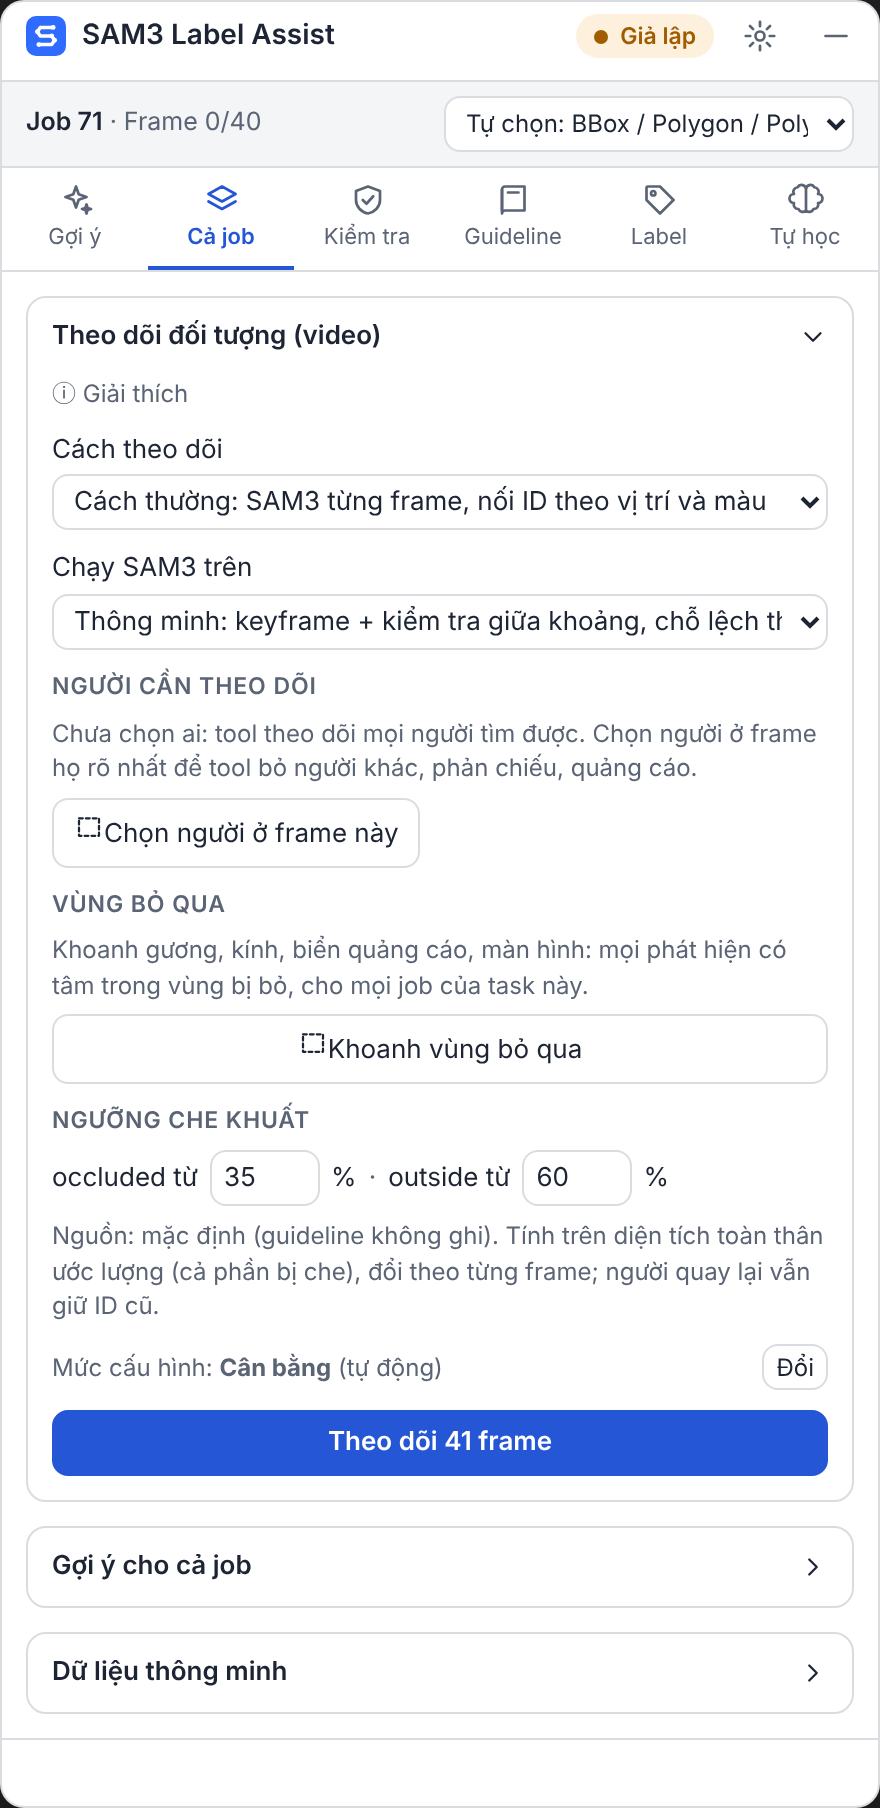 SAM3 Label Assist
Giả lập
Job 71 · Frame 0/40
Tự chọn: BBox / Polygon / Poly
Gợi ý
Cả job
Kiểm tra
Guideline
Label
Tự học
Theo dõi đối tượng (video)
Giải thích
Cách theo dõi
Cách thường: SAM3 từng frame, nối ID theo vị trí và màu
Chạy SAM3 trên
Thông minh: keyframe + kiểm tra giữa khoảng, chỗ lệch th
NGƯỜI CẦN THEO DÕI
Chưa chọn ai: tool theo dõi mọi người tìm được. Chọn người ở frame
họ rõ nhất để tool bỏ người khác, phản chiếu, quảng cáo.
Chọn người ở frame này
VÙNG BỎ QUA
Khoanh gương, kính, biển quảng cáo, màn hình: mọi phát hiện có
tâm trong vùng bị bỏ, cho mọi job của task này.
Khoanh vùng bỏ qua
NGƯỠNG CHE KHUẤT
occluded từ 35 % · outside từ 60 %
Nguồn: mặc định (guideline không ghi). Tính trên diện tích toàn thân
ước lượng (cả phần bị che), đổi theo từng frame; người quay lại vẫn
giữ ID cũ.
Mức cấu hình: Cân bằng (tự động)
Đổi
Theo dõi 41 frame
Gợi ý cho cả job
Dữ liệu thông minh